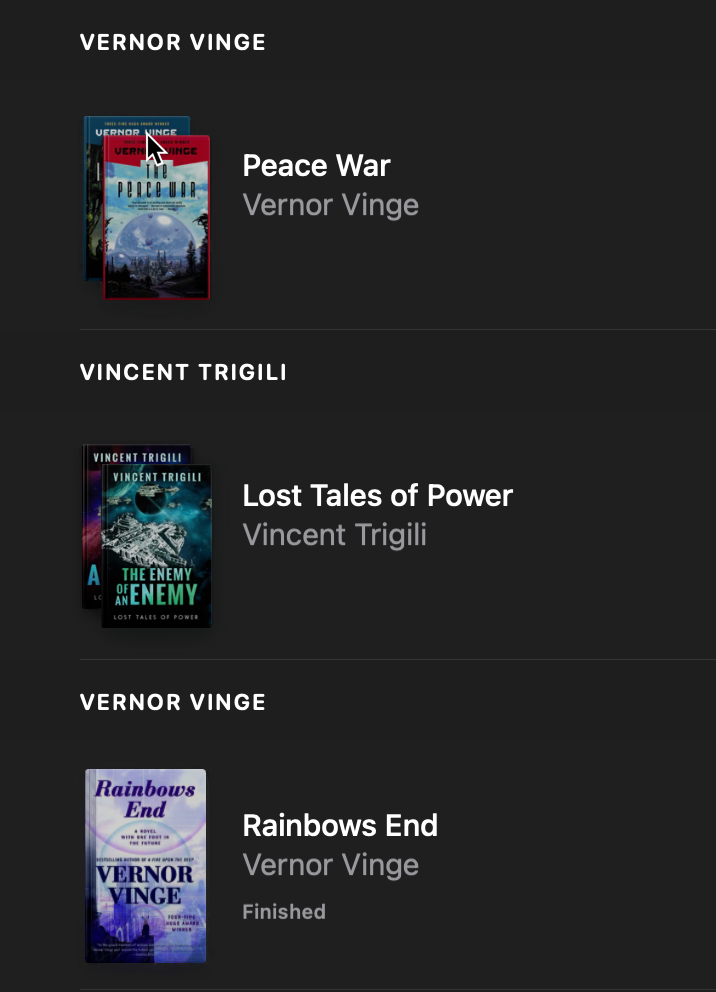 VERNOR VINGE
VERNOR VINGE
VERNOR VINGE
THE
PEACE WAR
Peace War
Vernor Vinge
VINCENT TRIGILI
VINCENT TRIGILI
VINCENT TRIGILI
A
THE ENEMY
OF AN ENEMY
LOST TALES OF POWER
Lost Tales of Power
Vincent Trigili
VERNOR VINGE
Rainbows
End
A NOVEL
WITH ONE FOOT IN
THE FUTURE
BESTSELLING AUTHOR OF A FIRE UPON THE DEEP
VERNOR
VINGE
FOUR-TIME
HUGO AWARD
WINNER
Rainbows End
Vernor Vinge
Finished